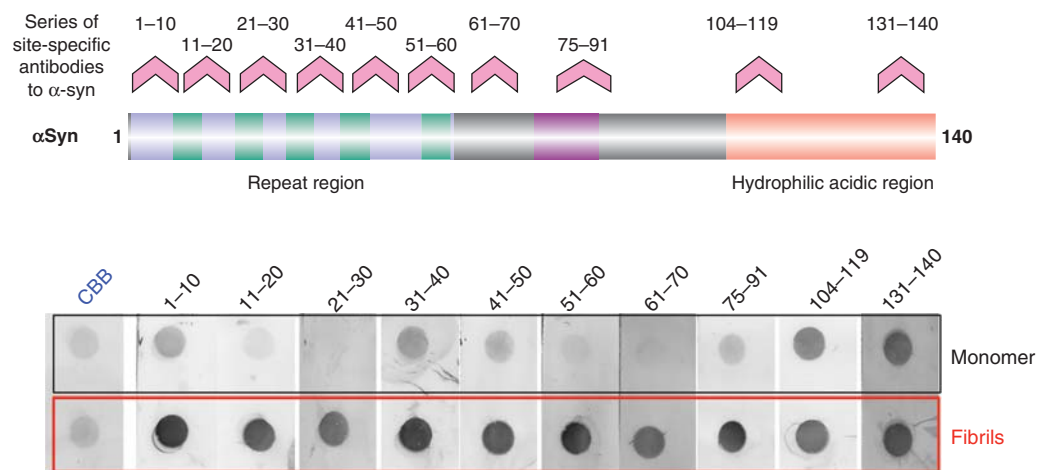 Series of
site-specific
antibodies
to α-syn
1–10
11–20
21–30
31–40
41–50
51–60
61–70
75–91
104–119
131–140
αSyn 1
140
Repeat region
Hydrophilic acidic region
CBB
1–10
11–20
21–30
31–40
41–50
51–60
61–70
75–91
104–119
131–140
Monomer
Fibrils